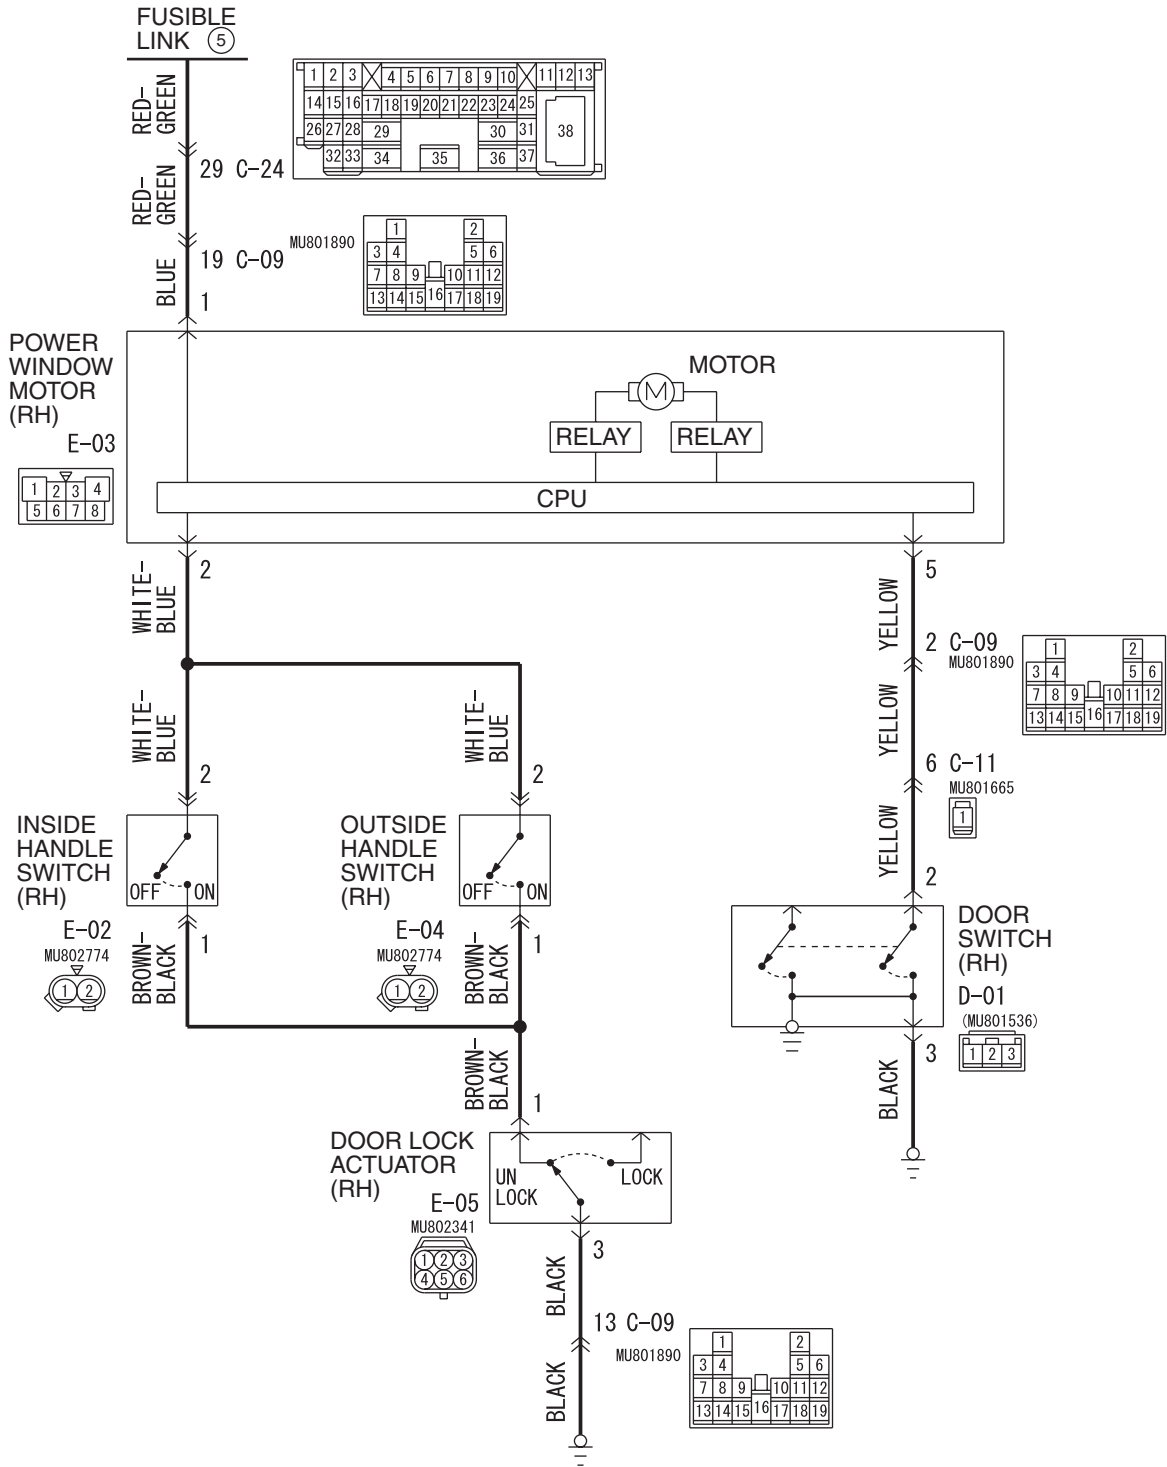 FUSIBLE
LINK 5
RED-
GREEN
1 2 3 4 5 6 7 8 9 10 11 12 13
14 15 16 17 18 19 20 21 22 23 24 25
26 27 28 29 30 31 38
32 33 34 35 36 37
29 C-24
RED-
GREEN
19 C-09
MU801890
1 2
3 4 5 6
7 8 9 10 11 12
13 14 15 16 17 18 19
BLUE
1
POWER
WINDOW
MOTOR
(RH)
E-03
1 2 3 4
5 6 7 8
MOTOR
M
RELAY
RELAY
CPU
2
5
WHITE-
BLUE
YELLOW
2 C-09
MU801890
1 2
3 4 5 6
7 8 9 10 11 12
13 14 15 16 17 18 19
WHITE-
BLUE
WHITE-
BLUE
YELLOW
2
2
6 C-11
MU801665
1
YELLOW
INSIDE
HANDLE
SWITCH
(RH)
OFF ON
E-02
MU802774
1 2
OUTSIDE
HANDLE
SWITCH
(RH)
OFF ON
E-04
MU802774
1 2
2
DOOR
SWITCH
(RH)
D-01
(MU801536)
1 2 3
1
BROWN-
BLACK
1
BROWN-
BLACK
3
BLACK
BROWN-
BLACK
1
DOOR LOCK
ACTUATOR
(RH)
E-05
MU802341
1 2 3
4 5 6
UN
LOCK
LOCK
3
BLACK
13 C-09
MU801890
1 2
3 4 5 6
7 8 9 10 11 12
13 14 15 16 17 18 19
BLACK